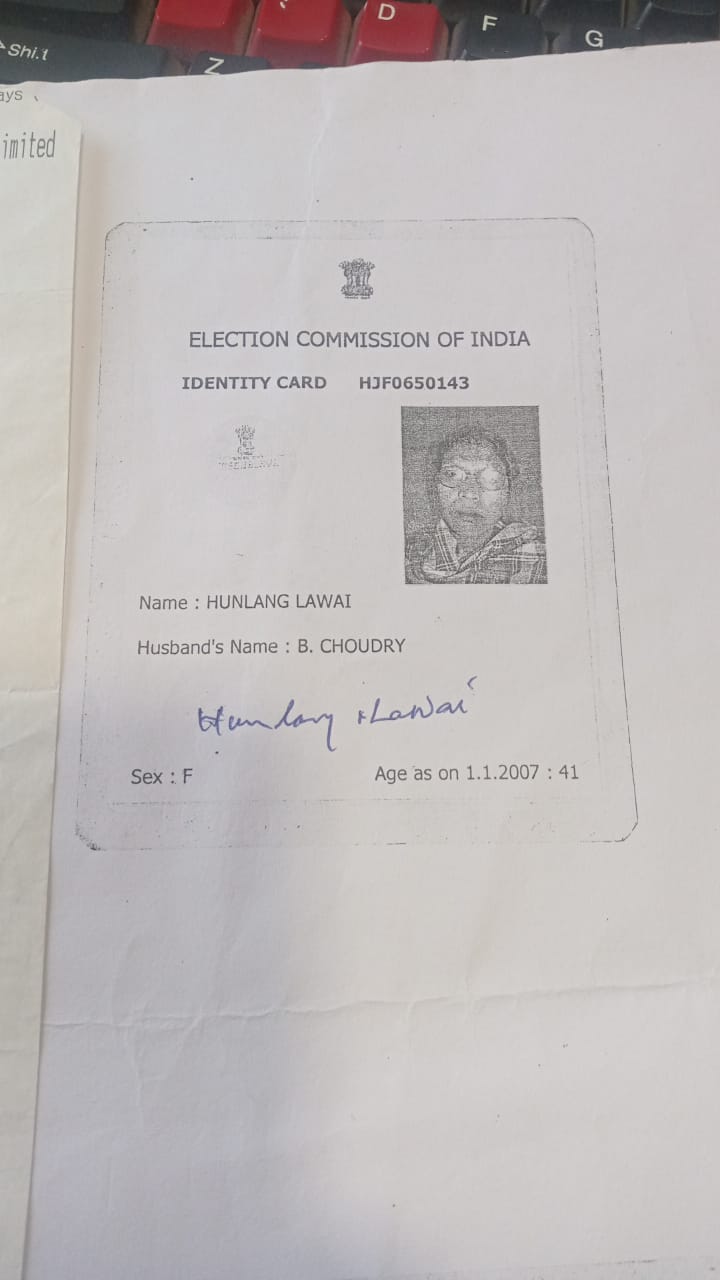 Shi.t
Z
D
F
G
ays
imited
ELECTION COMMISSION OF INDIA
IDENTITY CARD HJF0650143
Name : HUNLANG LAWAI
Husband's Name : B. CHOUDRY
Hunlang Lawai
Sex : F
Age as on 1.1.2007 : 41